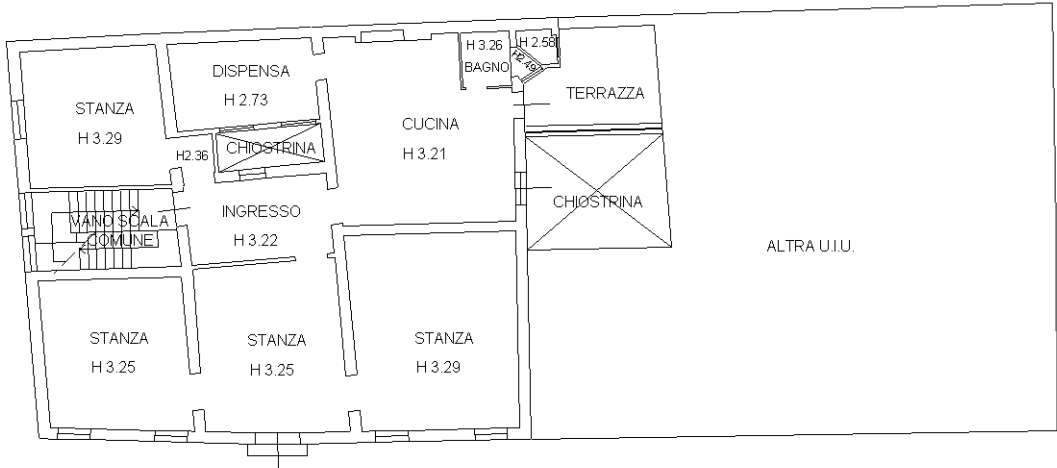 H 3.26
BAGNO
H 2.58
H2.49
DISPENSA
H 2.73
STANZA
H 3.29
TERRAZZA
CUCINA
H 3.21
H2.36
CHIOSTRINA
CHIOSTRINA
INGRESSO
H 3.22
VANO SCALA
COMUNE
ALTRA U.I.U.
STANZA
H 3.25
STANZA
H 3.25
STANZA
H 3.29